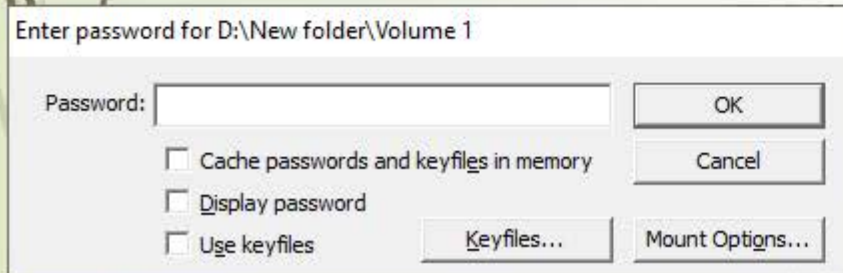 Enter password for D:\New folder\Volume 1
Password:
OK
Cache passwords and keyfiles in memory
Cancel
Display password
Use keyfiles
Keyfiles...
Mount Options...